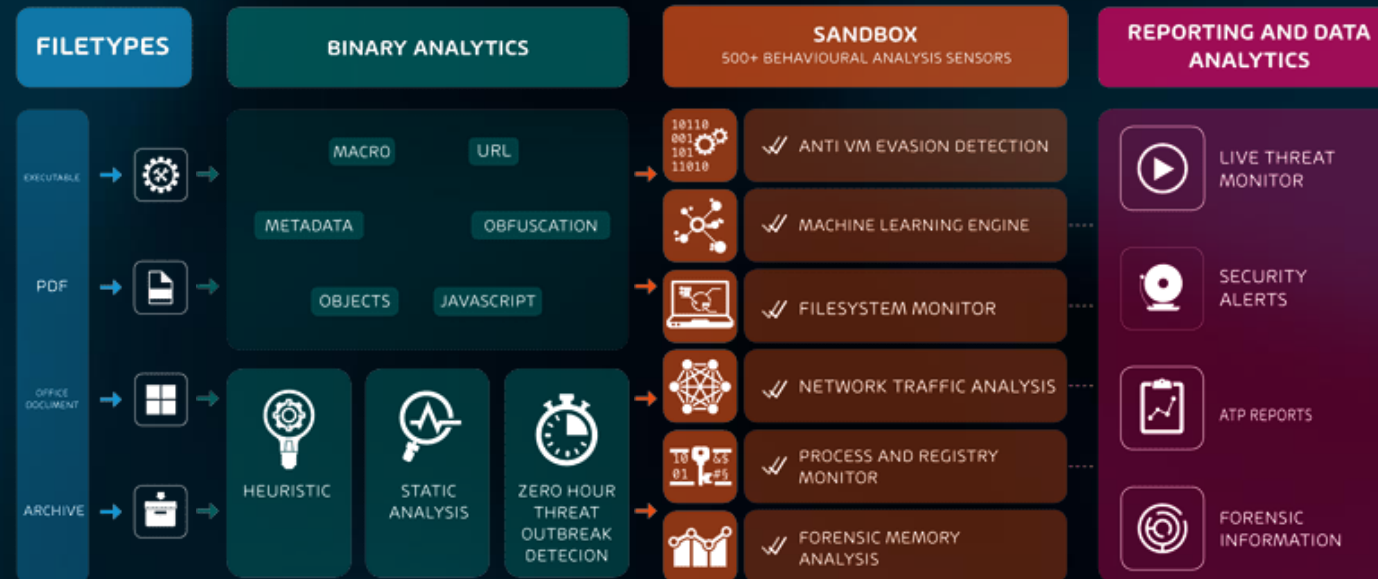 FILETYPES
BINARY ANALYTICS
SANDBOX
500+ BEHAVIOURAL ANALYSIS SENSORS
REPORTING AND DATA
ANALYTICS
EXECUTABLE
PDF
OFFICE
DOCUMENT
ARCHIVE
MACRO
URL
METADATA
OBFUSCATION
OBJECTS
JAVASCRIPT
HEURISTIC
STATIC
ANALYSIS
ZERO HOUR
THREAT
OUTBREAK
DETECION
10110
001
101
11010
ANTI VM EVASION DETECTION
MACHINE LEARNING ENGINE
FILESYSTEM MONITOR
NETWORK TRAFFIC ANALYSIS
10 &§
01 #§
PROCESS AND REGISTRY
MONITOR
FORENSIC MEMORY
ANALYSIS
LIVE THREAT
MONITOR
SECURITY
ALERTS
ATP REPORTS
FORENSIC
INFORMATION